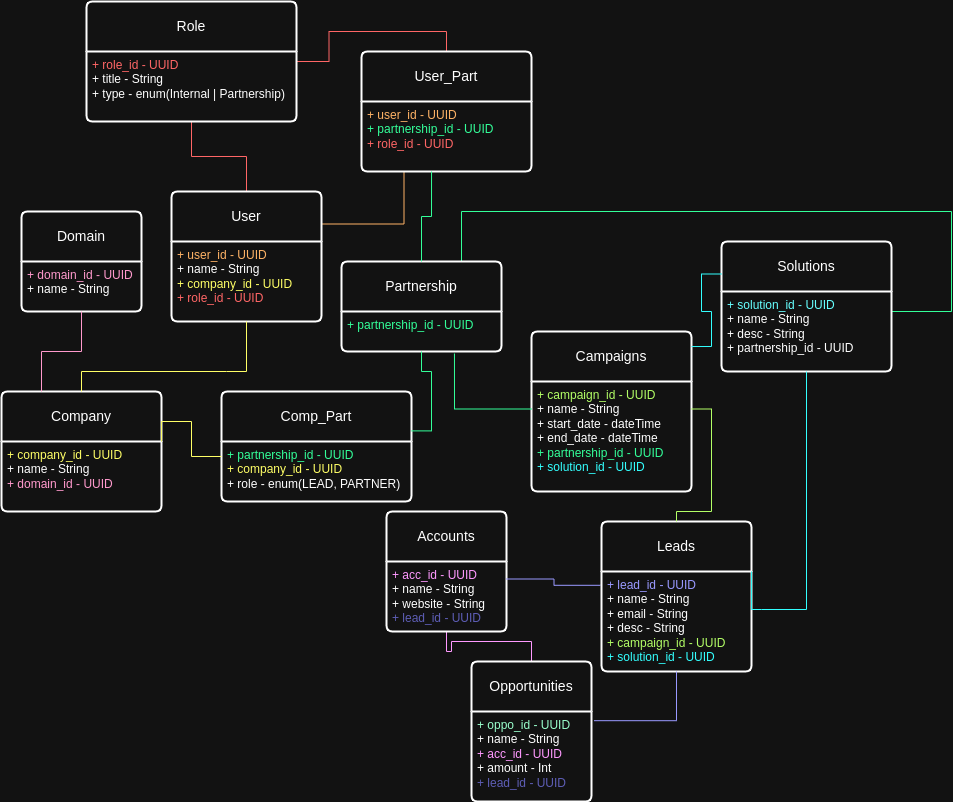 Role
+ role_id - UUID
+ title - String
+ type - enum(Internal | Partnership)
User_Part
+ user_id - UUID
+ partnership_id - UUID
+ role_id - UUID
User
+ user_id - UUID
+ name - String
+ company_id - UUID
+ role_id - UUID
Domain
+ domain_id - UUID
+ name - String
Partnership
+ partnership_id - UUID
Solutions
+ solution_id - UUID
+ name - String
+ desc - String
+ partnership_id - UUID
Campaigns
+ campaign_id - UUID
+ name - String
+ start_date - dateTime
+ end_date - dateTime
+ partnership_id - UUID
+ solution_id - UUID
Company
+ company_id - UUID
+ name - String
+ domain_id - UUID
Comp_Part
+ partnership_id - UUID
+ company_id - UUID
+ role - enum(LEAD, PARTNER)
Accounts
+ acc_id - UUID
+ name - String
+ website - String
+ lead_id - UUID
Leads
+ lead_id - UUID
+ name - String
+ email - String
+ desc - String
+ campaign_id - UUID
+ solution_id - UUID
Opportunities
+ oppo_id - UUID
+ name - String
+ acc_id - UUID
+ amount - Int
+ lead_id - UUID